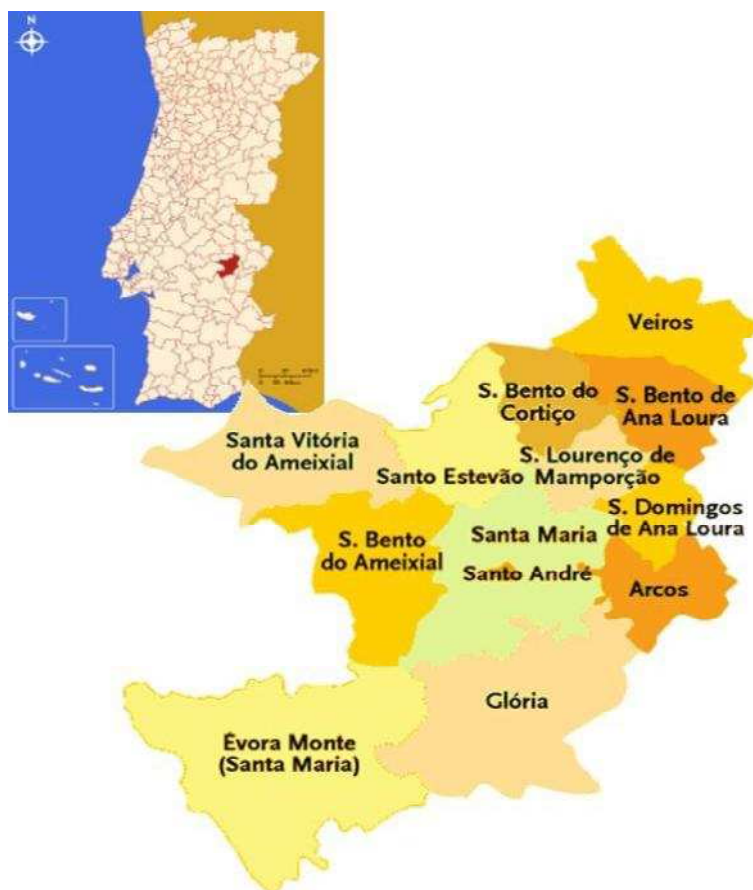 N
Veiros
S. Bento do
Cortiço
S. Bento de
Ana Loura
Santa Vitória
do Ameixial
Santo Estevão
S. Lourenço de
Mamporção
S. Domingos
de Ana Loura
S. Bento
do Ameixial
Santa Maria
Santo André
Arcos
Glória
Évora Monte
(Santa Maria)